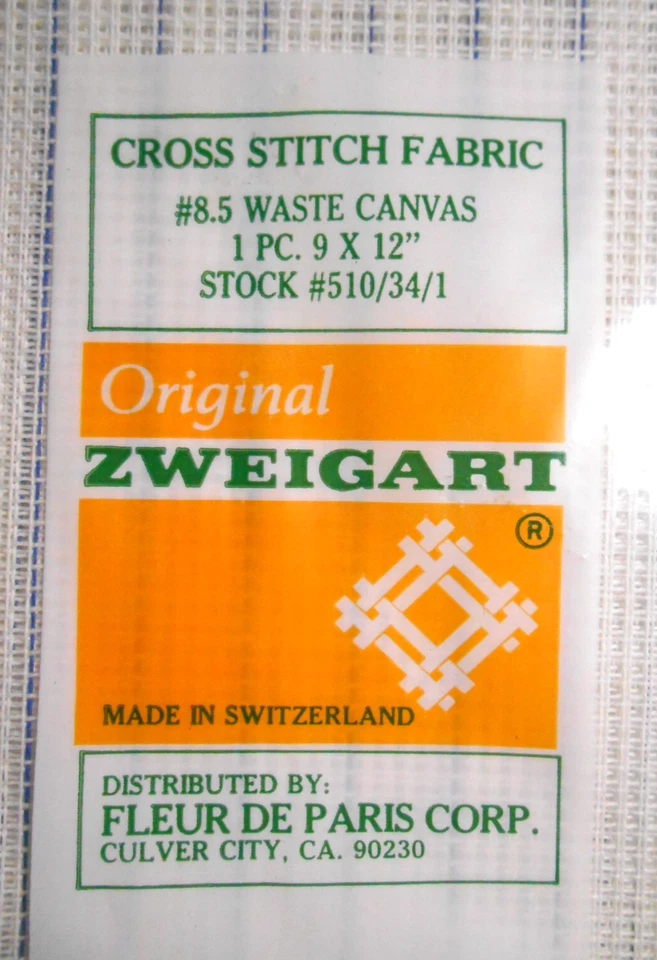 CROSS STITCH FABRIC
#8.5 WASTE CANVAS
1 PC. 9 X 12”
STOCK #510/34/1
Original
ZWEIGART
®
MADE IN SWITZERLAND
DISTRIBUTED BY:
FLEUR DE PARIS CORP.
CULVER CITY, CA. 90230